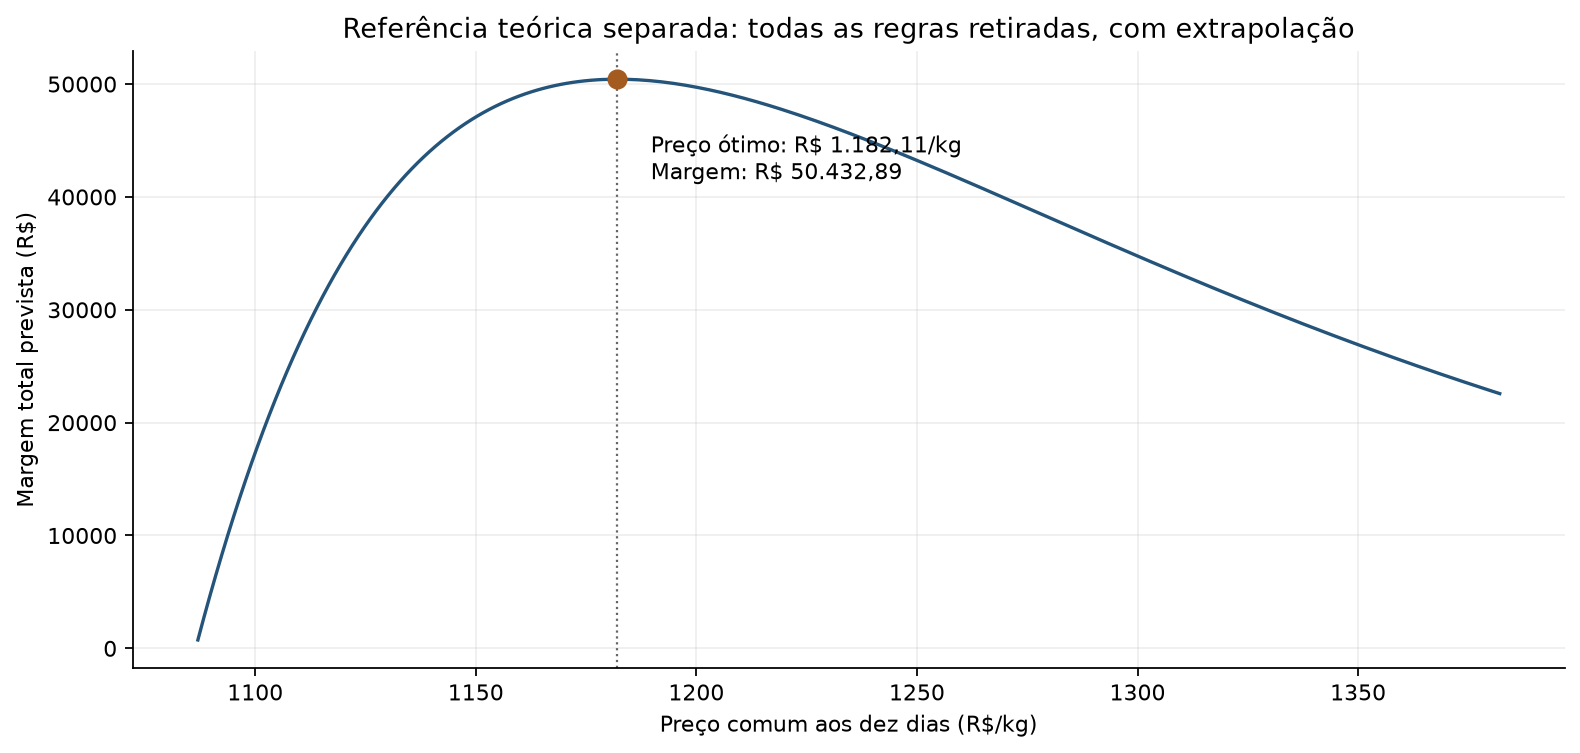 Referência teórica separada: todas as regras retiradas, com extrapolação
Margem total prevista (R$)
50000
40000
30000
20000
10000
0
Preço ótimo: R$ 1.182,11/kg
Margem: R$ 50.432,89
1100 1150 1200 1250 1300 1350
Preço comum aos dez dias (R$/kg)